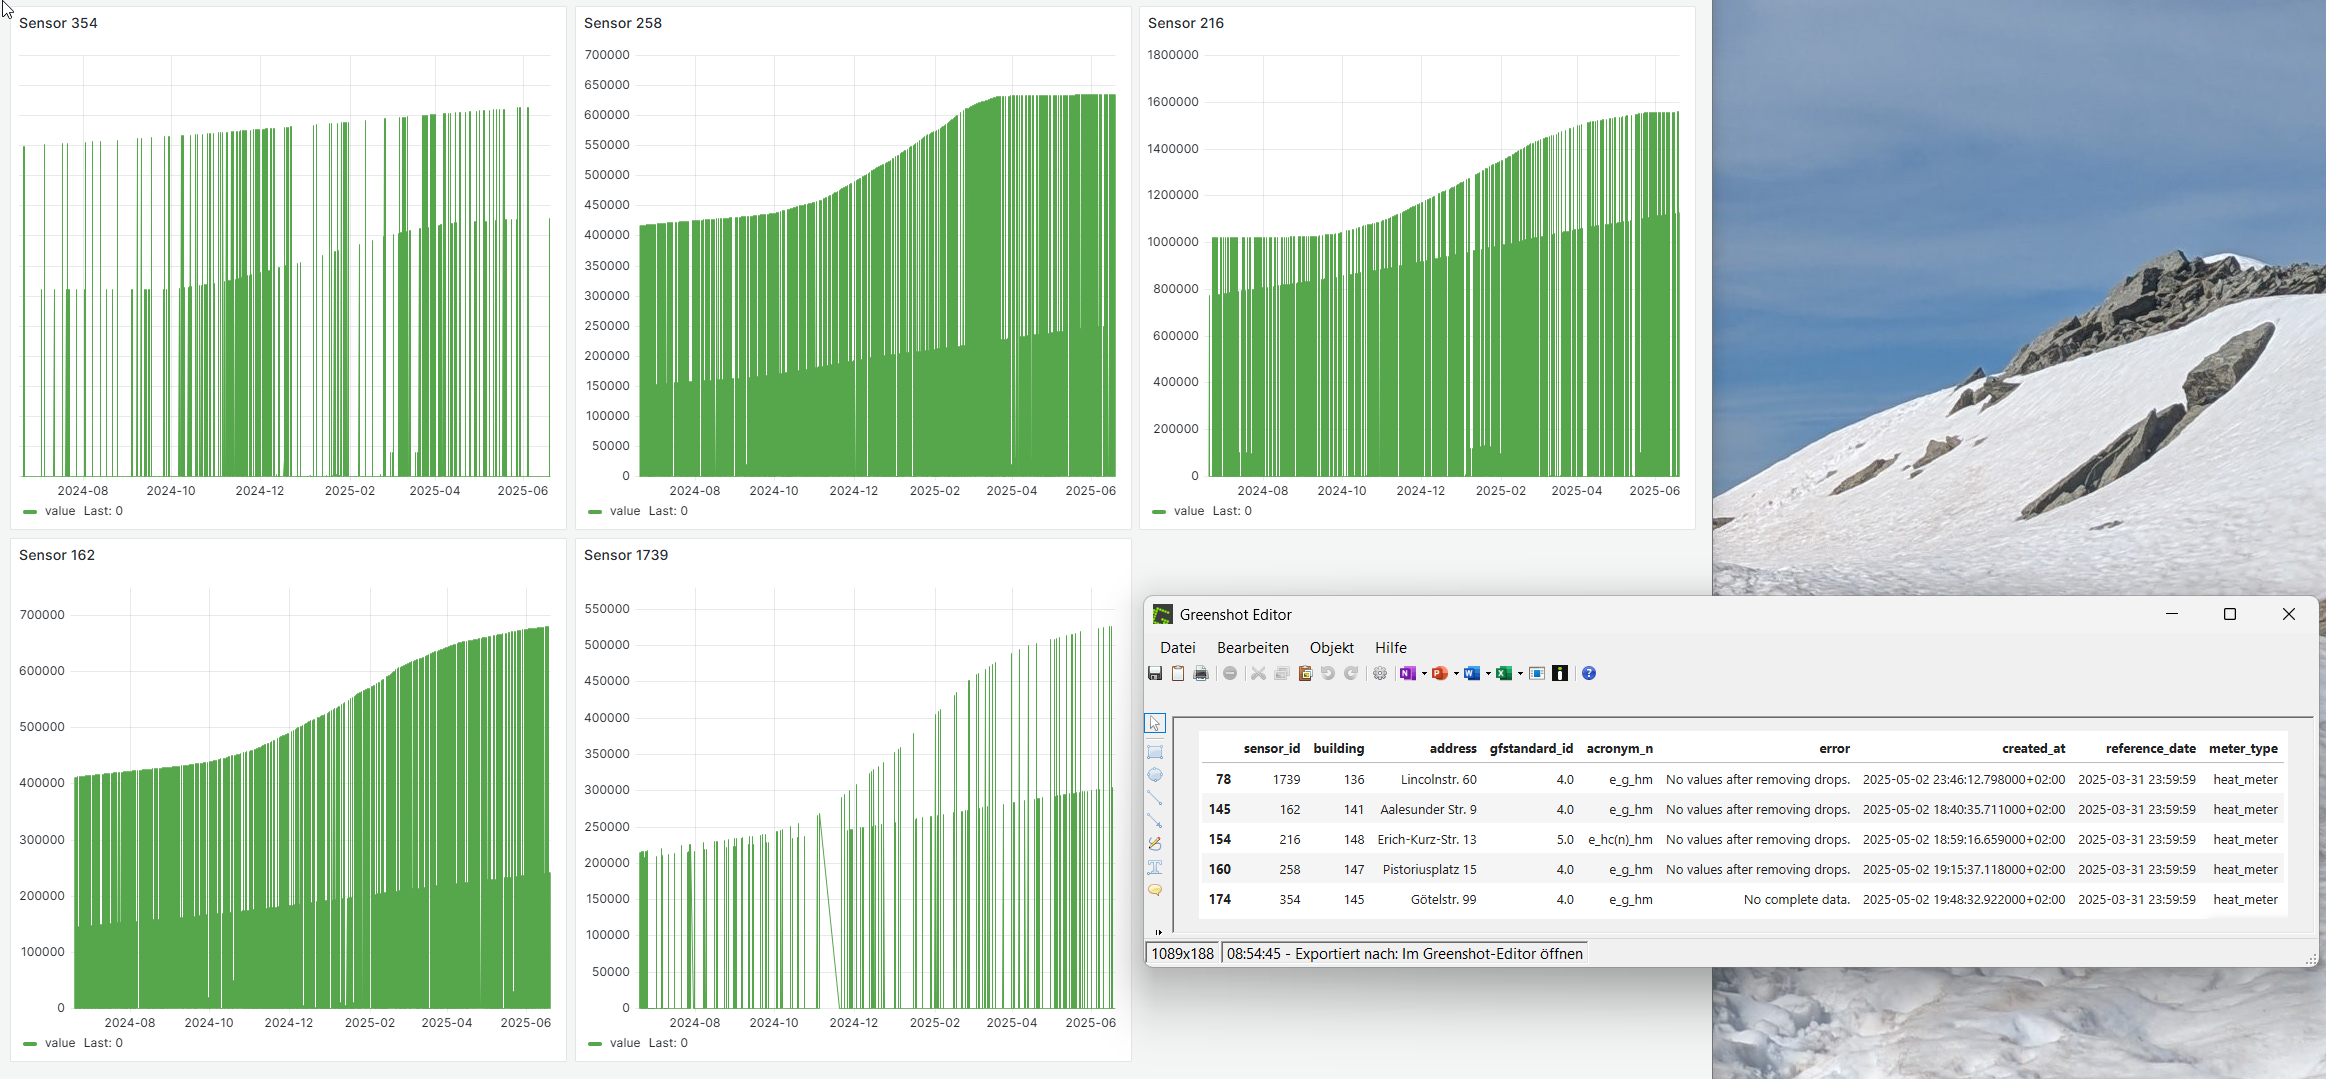 Sensor 354
2024-08 2024-10 2024-12 2025-02 2025-04 2025-06
value Last: 0
Sensor 258
700000
650000
600000
550000
500000
450000
400000
350000
300000
250000
200000
150000
100000
50000
0
2024-08 2024-10 2024-12 2025-02 2025-04 2025-06
value Last: 0
Sensor 216
1800000
1600000
1400000
1200000
1000000
800000
600000
400000
200000
0
2024-08 2024-10 2024-12 2025-02 2025-04 2025-06
value Last: 0
Sensor 162
700000
600000
500000
400000
300000
200000
100000
0
2024-08 2024-10 2024-12 2025-02 2025-04 2025-06
value Last: 0
Sensor 1739
550000
500000
450000
400000
350000
300000
250000
200000
150000
100000
50000
0
2024-08 2024-10 2024-12 2025-02 2025-04 2025-06
value Last: 0
Greenshot Editor
Datei Bearbeiten Objekt Hilfe
sensor_id building address gfstandard_id acronym_n error created_at reference_date meter_type
78 1739 136 Lincolnstr. 60 4.0 e_g_hm No values after removing drops. 2025-05-02 23:46:12.798000+02:00 2025-03-31 23:59:59 heat_meter
145 162 141 Aalesunder Str. 9 4.0 e_g_hm No values after removing drops. 2025-05-02 18:40:35.711000+02:00 2025-03-31 23:59:59 heat_meter
154 216 148 Erich-Kurz-Str. 13 5.0 e_hc(n)_hm No values after removing drops. 2025-05-02 18:59:16.659000+02:00 2025-03-31 23:59:59 heat_meter
160 258 147 Pistoriusplatz 15 4.0 e_g_hm No values after removing drops. 2025-05-02 19:15:37.118000+02:00 2025-03-31 23:59:59 heat_meter
174 354 145 Götelstr. 99 4.0 e_g_hm No complete data. 2025-05-02 19:48:32.922000+02:00 2025-03-31 23:59:59 heat_meter
1089x188 08:54:45 - Exportiert nach: Im Greenshot-Editor öffnen